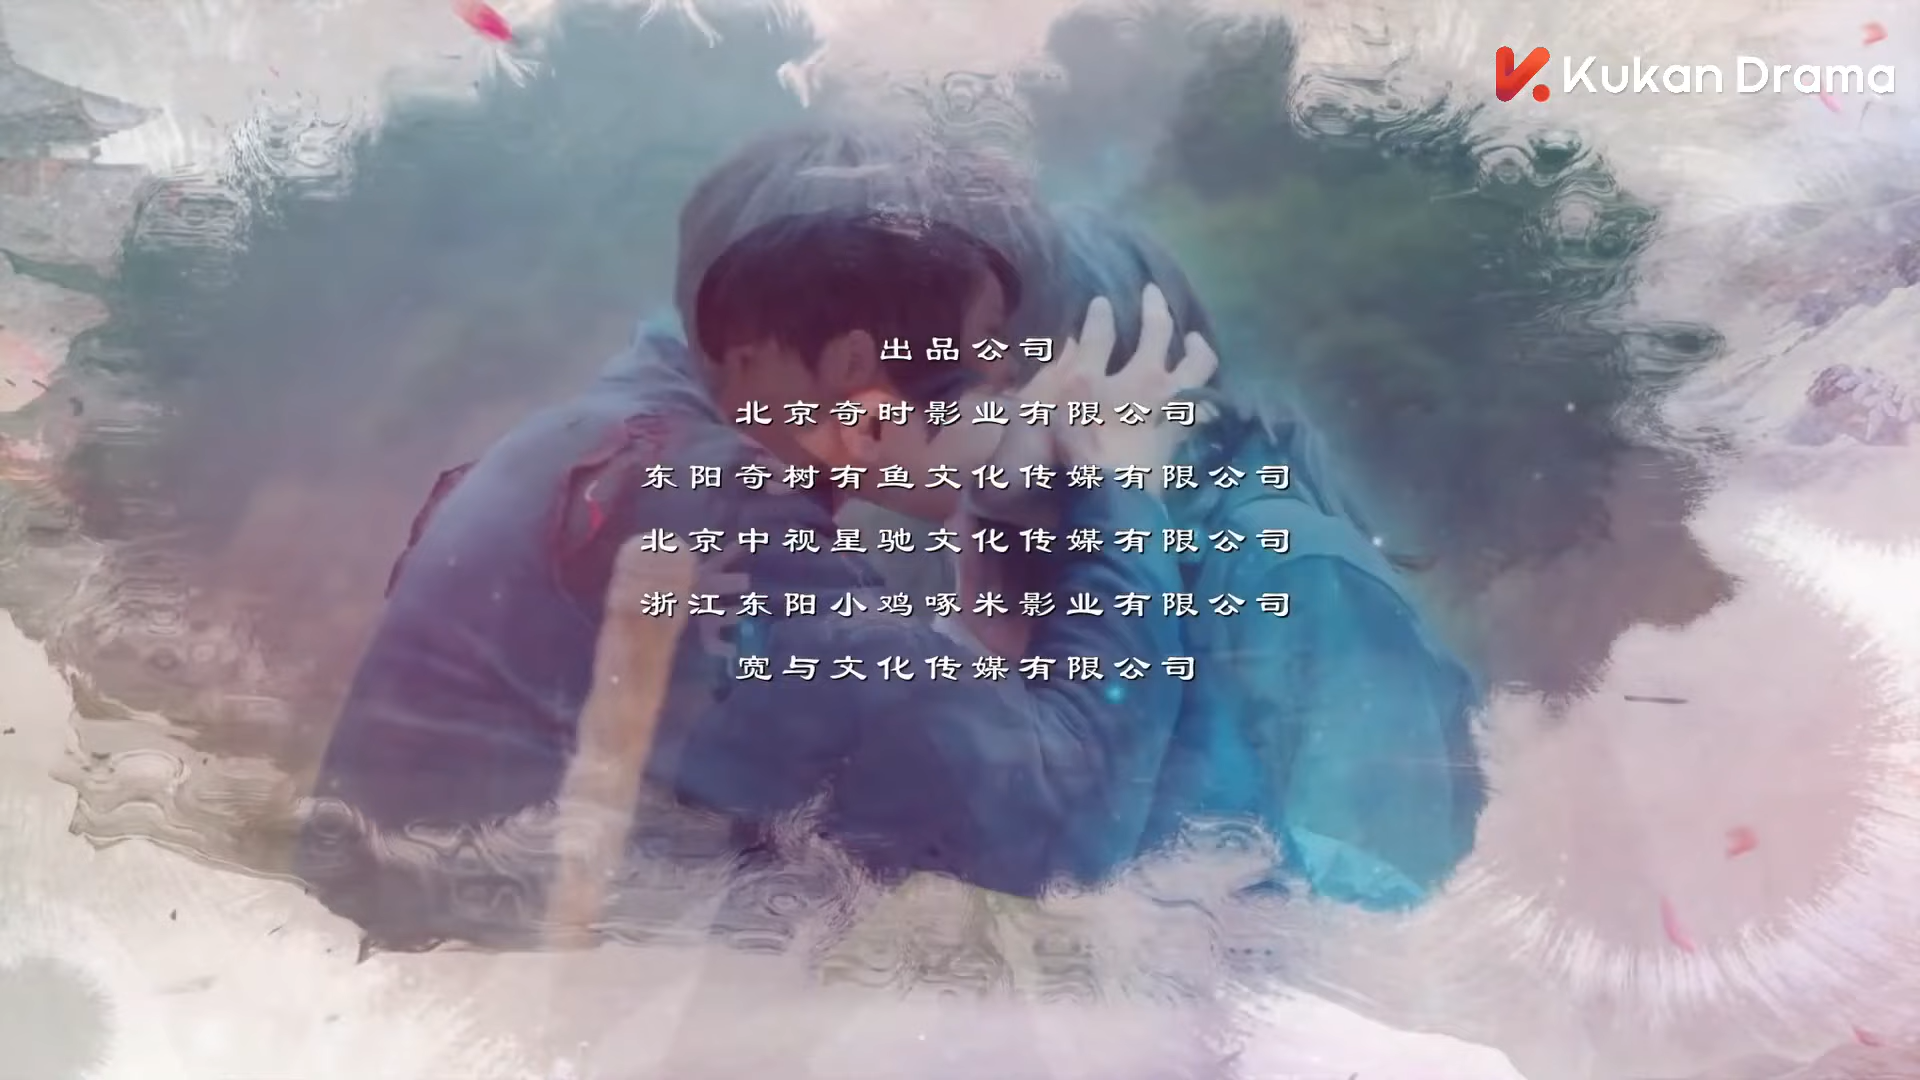 Kukan Drama
出品公司
北京奇时影业有限公司
东阳奇树有鱼文化传媒有限公司
北京中视星驰文化传媒有限公司
浙江东阳小鸡啄米影业有限公司
宽与文化传媒有限公司